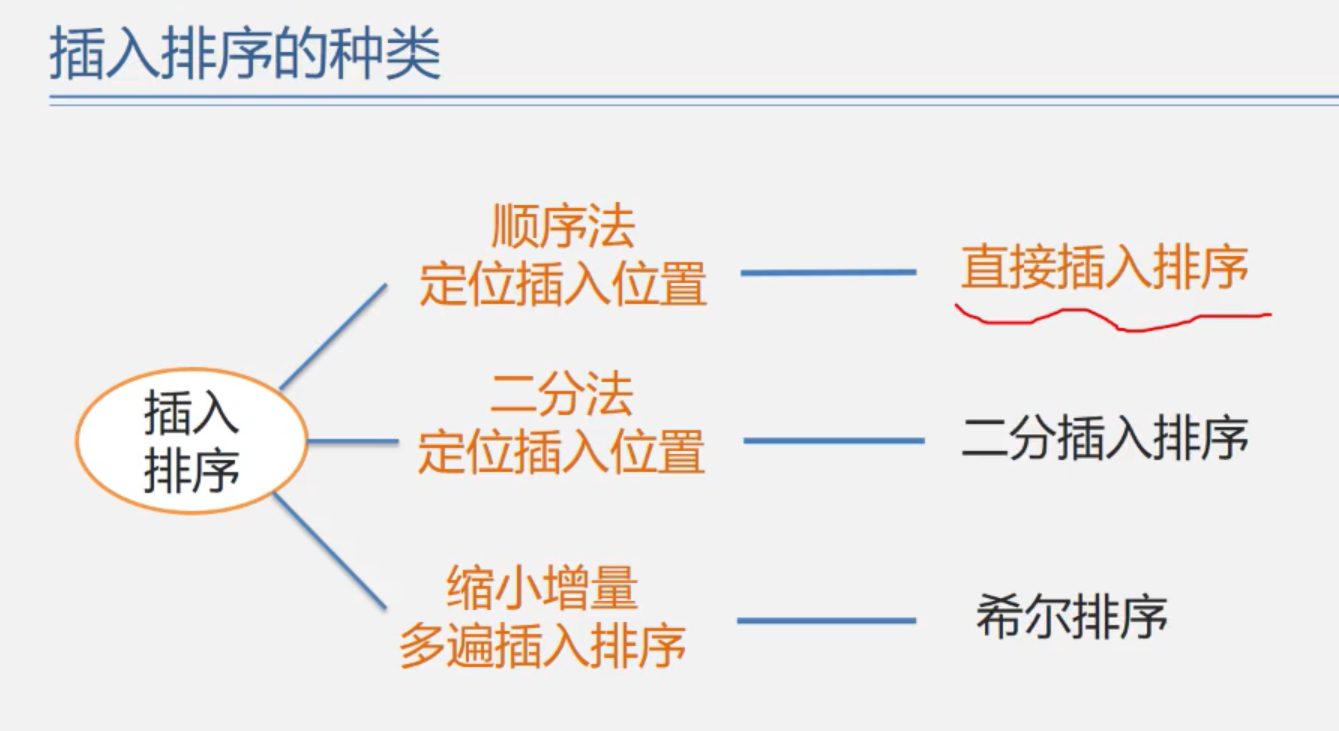 插入排序的种类
顺序法
定位插入位置
直接插入排序
插入
排序
二分法
定位插入位置
二分插入排序
缩小增量
多遍插入排序
希尔排序